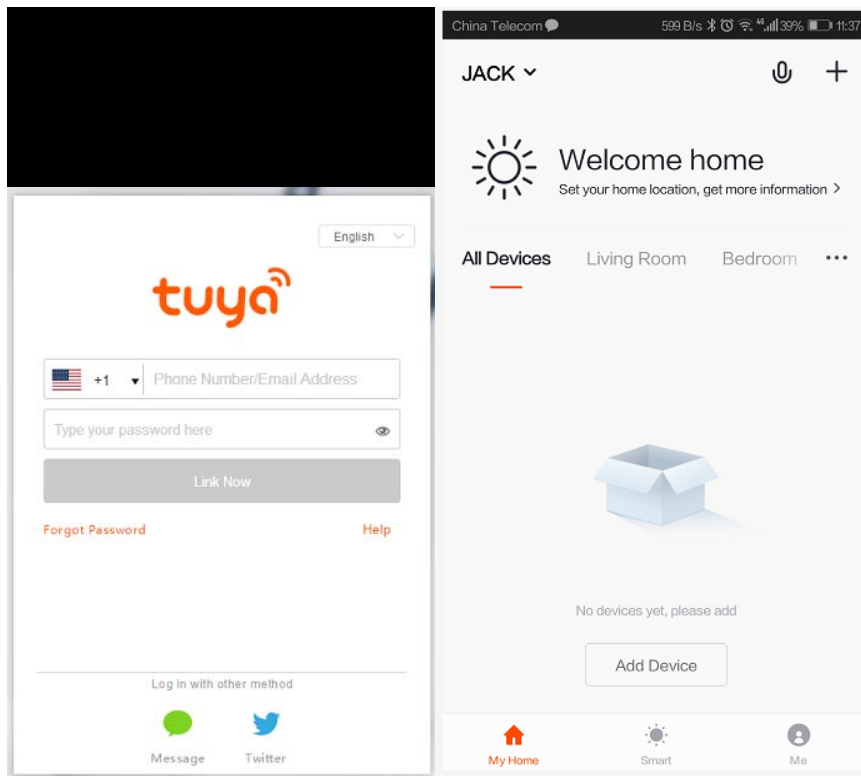 English
tuya
+1 Phone Number/Email Address
Type your password here
Link Now
Forgot Password Help
Log in with other method
Message Twitter
China Telecom 599 B/s 4G 39% 11:37
JACK
Welcome home
Set your home location, get more information >
All Devices Living Room Bedroom ...
No devices yet, please add
Add Device
My Home Smart Me